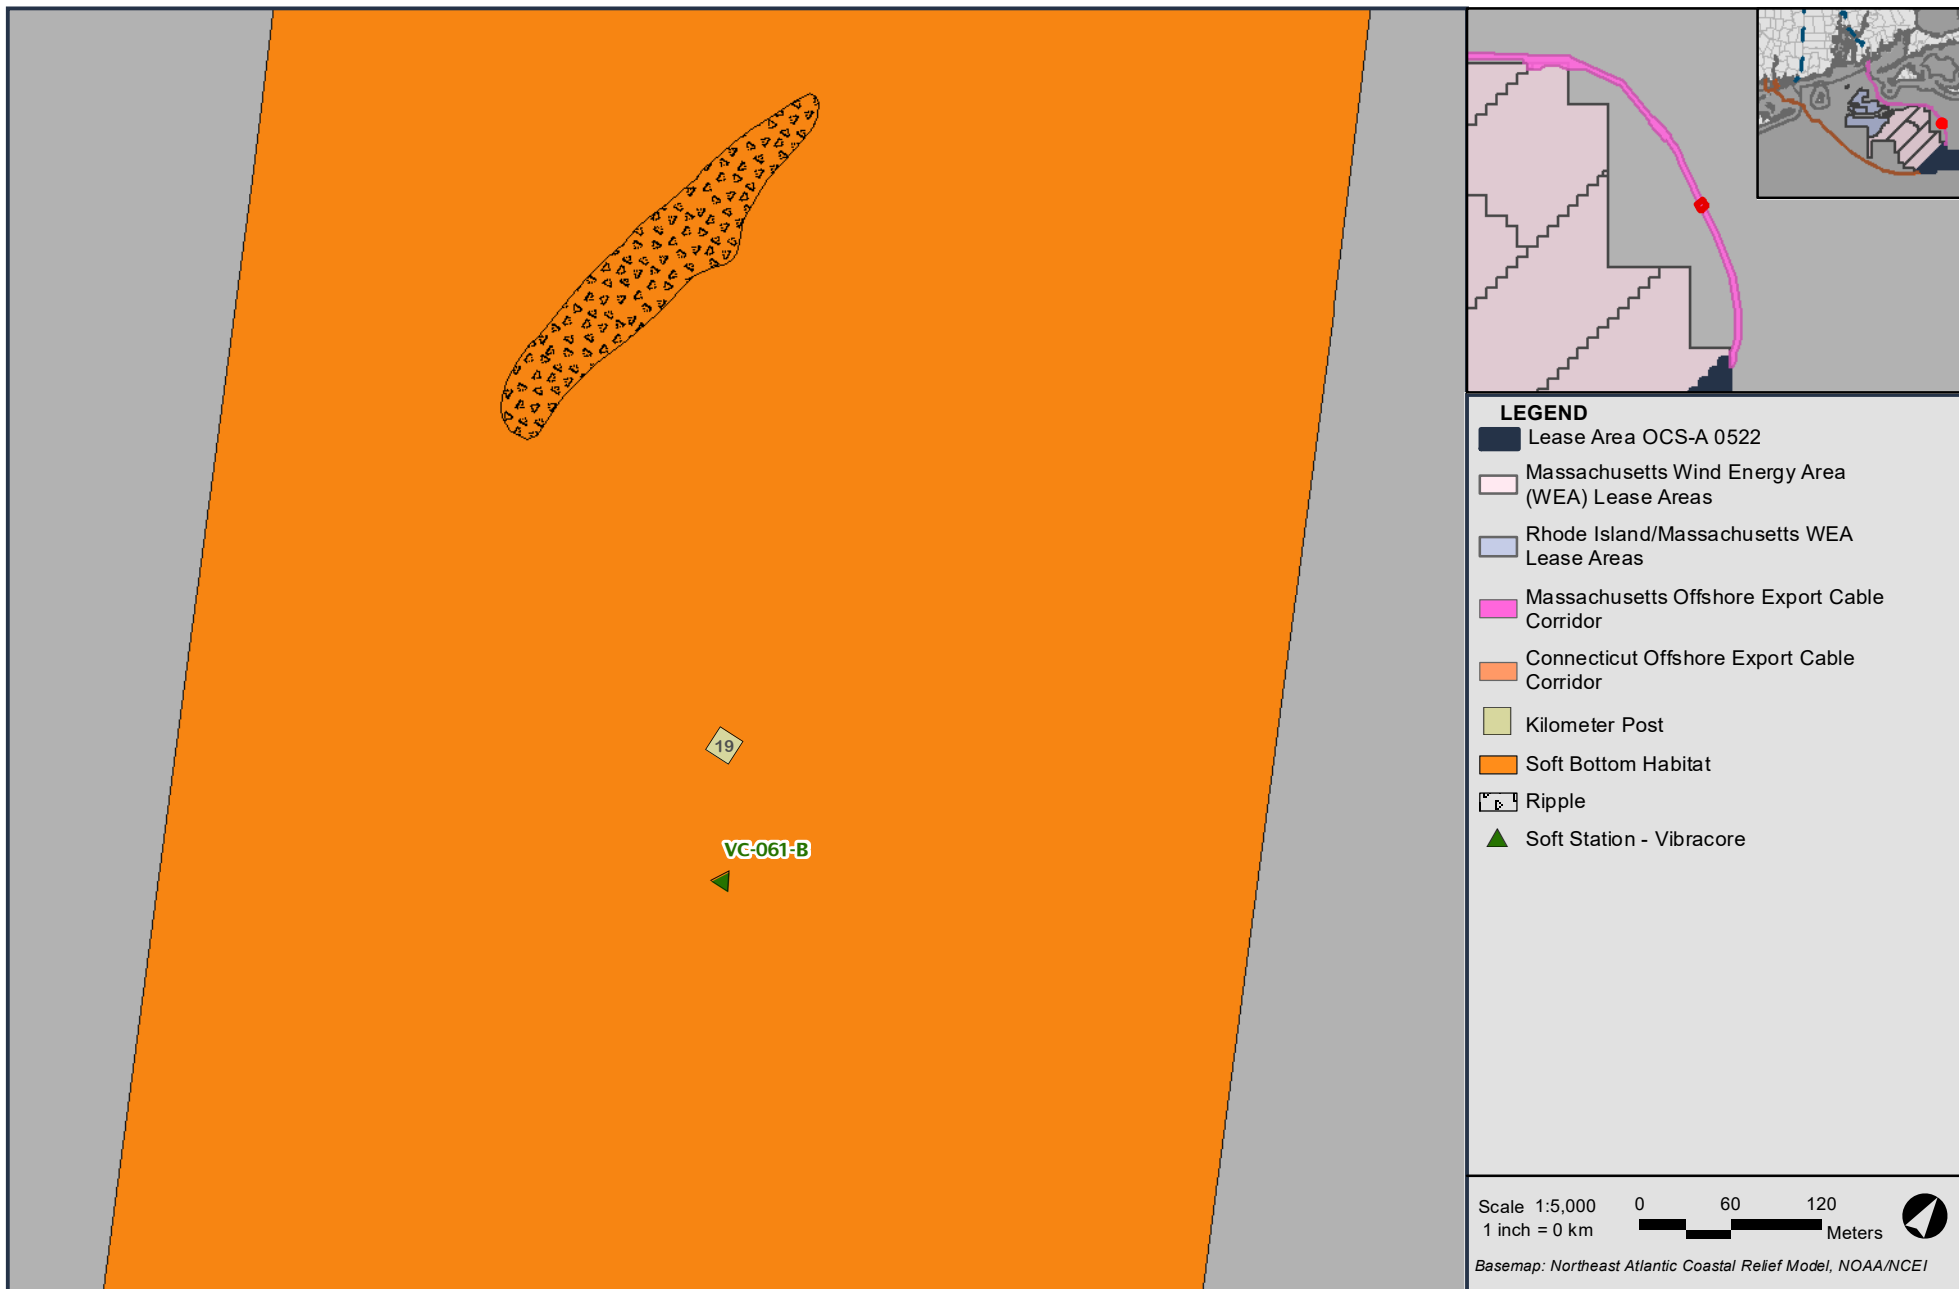 19
VC-061-B
LEGEND
Lease Area OCS-A 0522
Massachusetts Wind Energy Area
(WEA) Lease Areas
Rhode Island/Massachusetts WEA
Lease Areas
Massachusetts Offshore Export Cable
Corridor
Connecticut Offshore Export Cable
Corridor
Kilometer Post
Soft Bottom Habitat
Ripple
Soft Station - Vibracore
Scale 1:5,000
1 inch = 0 km
0 60 120
Meters
Basemap: Northeast Atlantic Coastal Relief Model, NOAA/NCEI